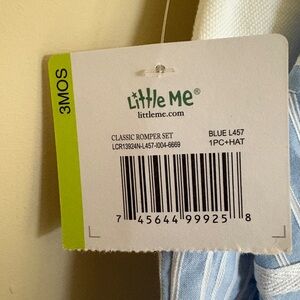 3MOS
Little Me®
littleme.com
CLASSIC ROMPER SET
BLUE L457
LCR13924N-L457-I004-6669
1PC+HAT
7 45644 99925 8